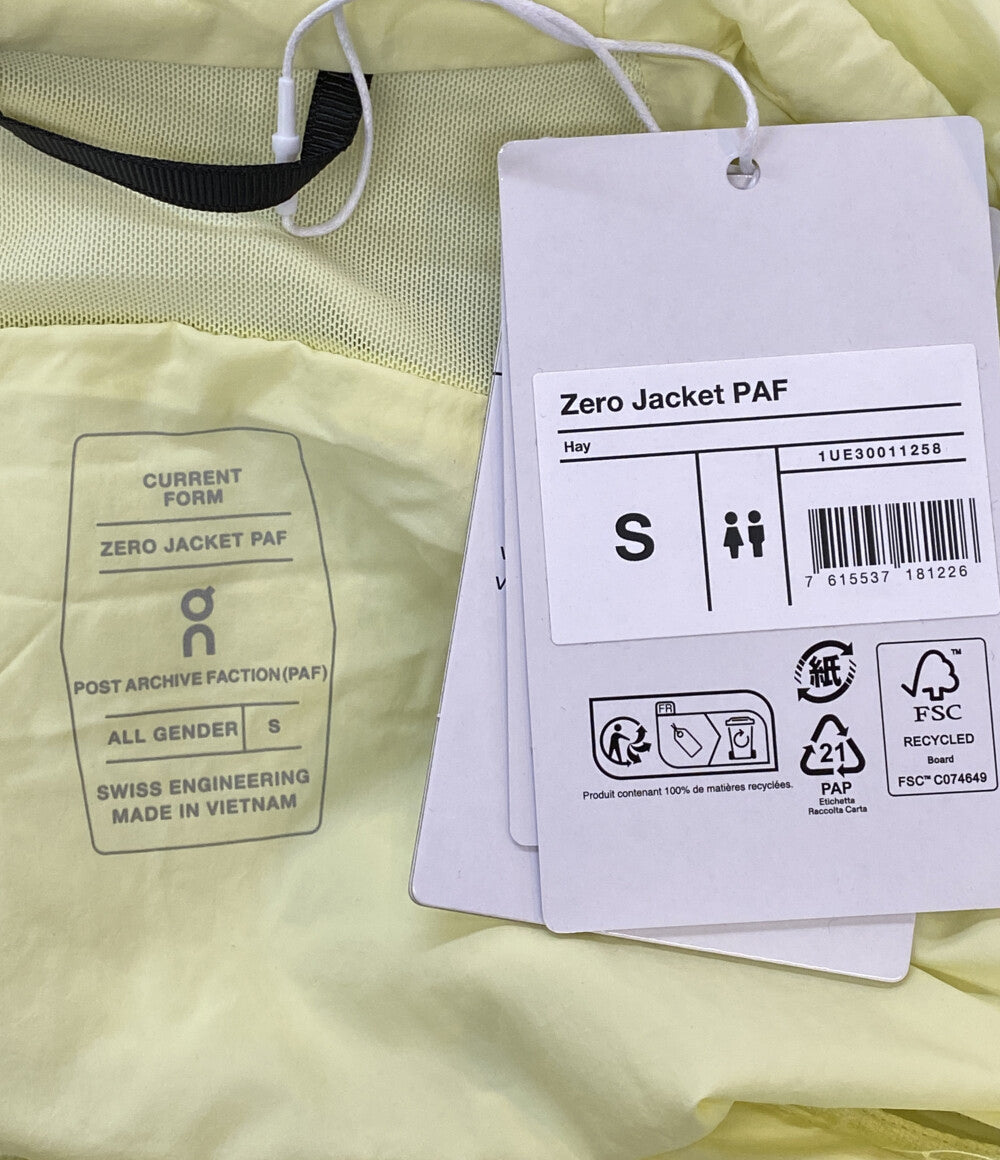 CURRENT
FORM
ZERO JACKET PAF
on
POST ARCHIVE FACTION (PAF)
ALL GENDER S
SWISS ENGINEERING
MADE IN VIETNAM
Zero Jacket PAF
Hay
1UE30011258
S
7 615537 181226
紙
FR
Produit contenant 100% de matières recyclées.
21
PAP
Etichetta
Raccolta Carta
TM
FSC
RECYCLED
Board
FSC™ C074649